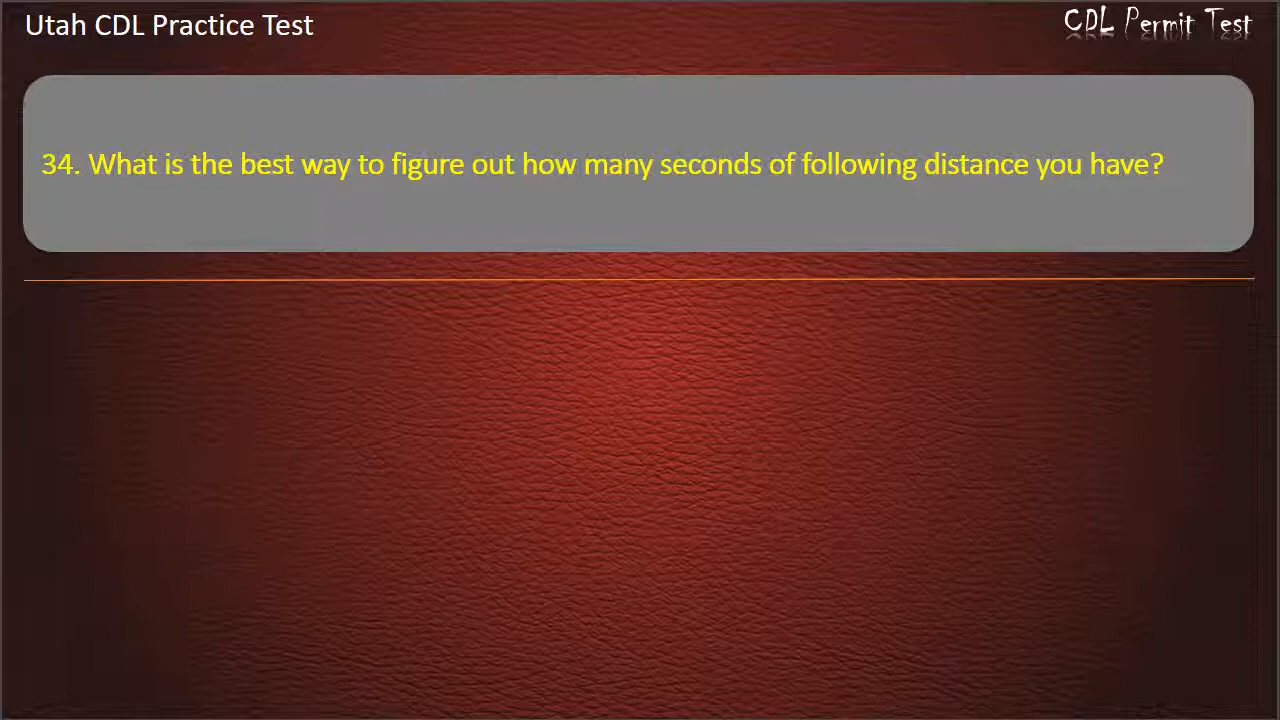 Utah CDL Practice Test
CDL Permit Test
34. What is the best way to figure out how many seconds of following distance you have?